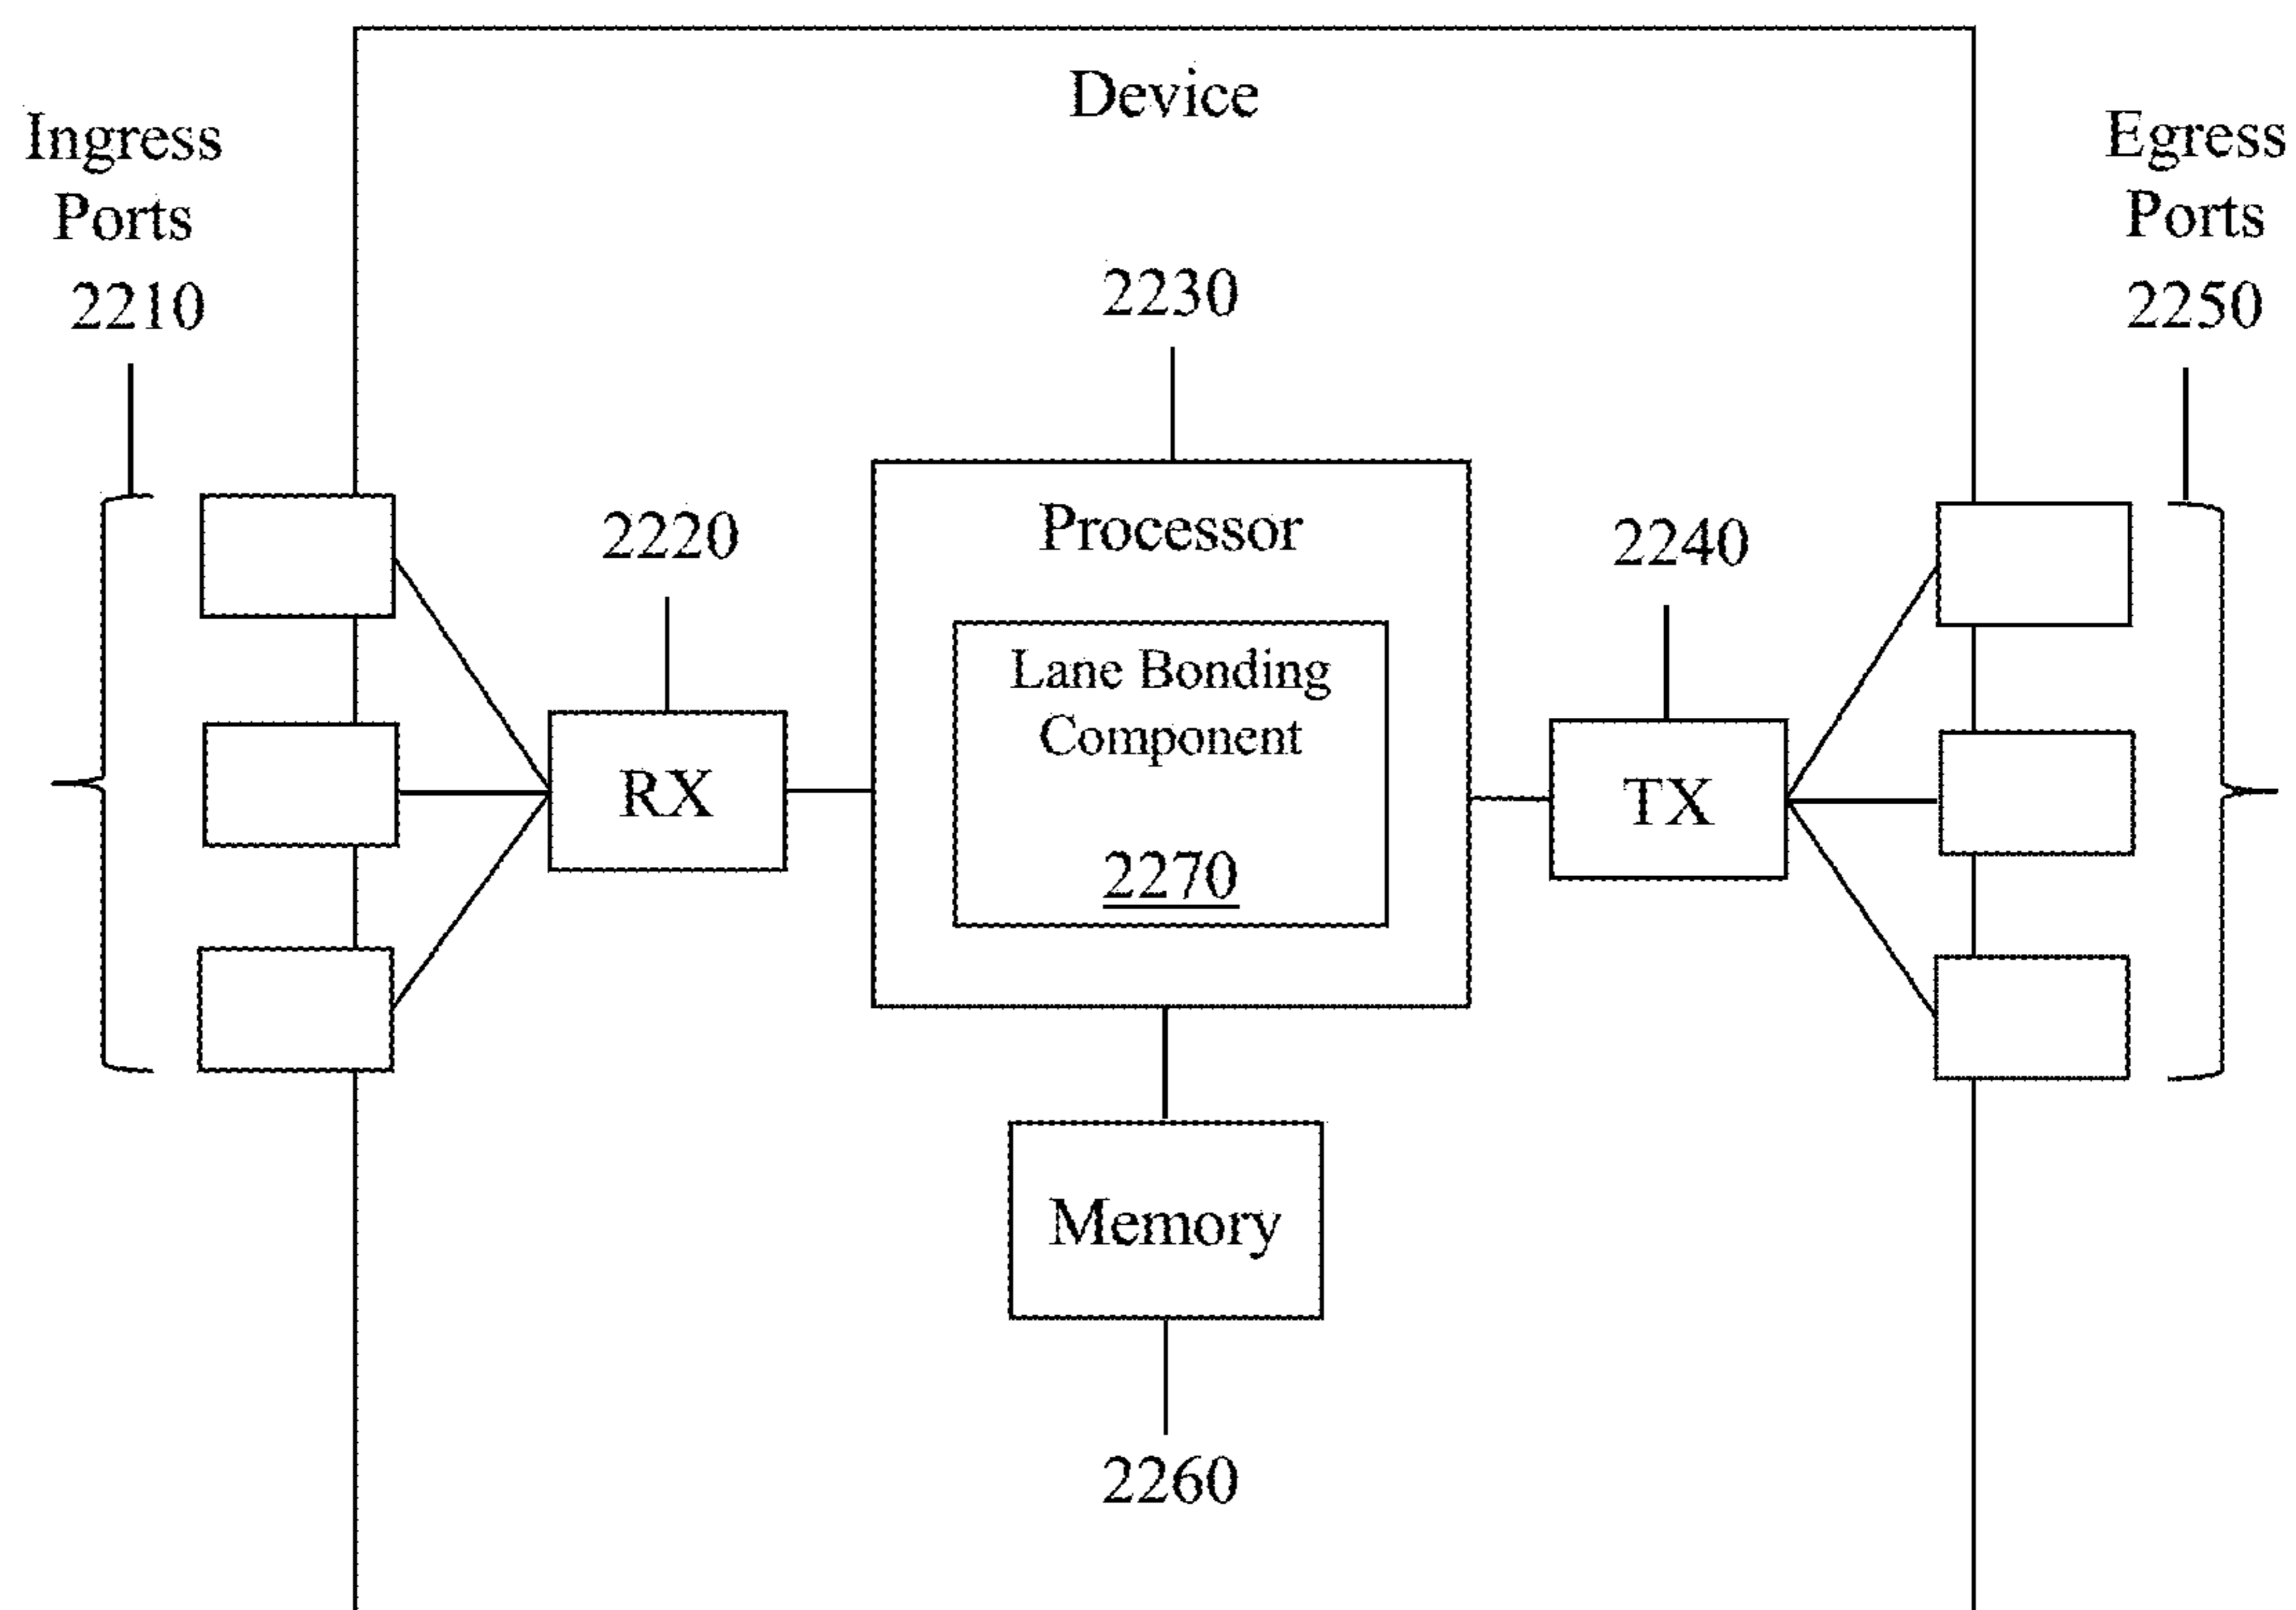 Device
Ingress
Ports
2210
Egress
Ports
2250
2230
2220
Processor
2240
Lane Bonding
Component
2270
RX
TX
Memory
2260